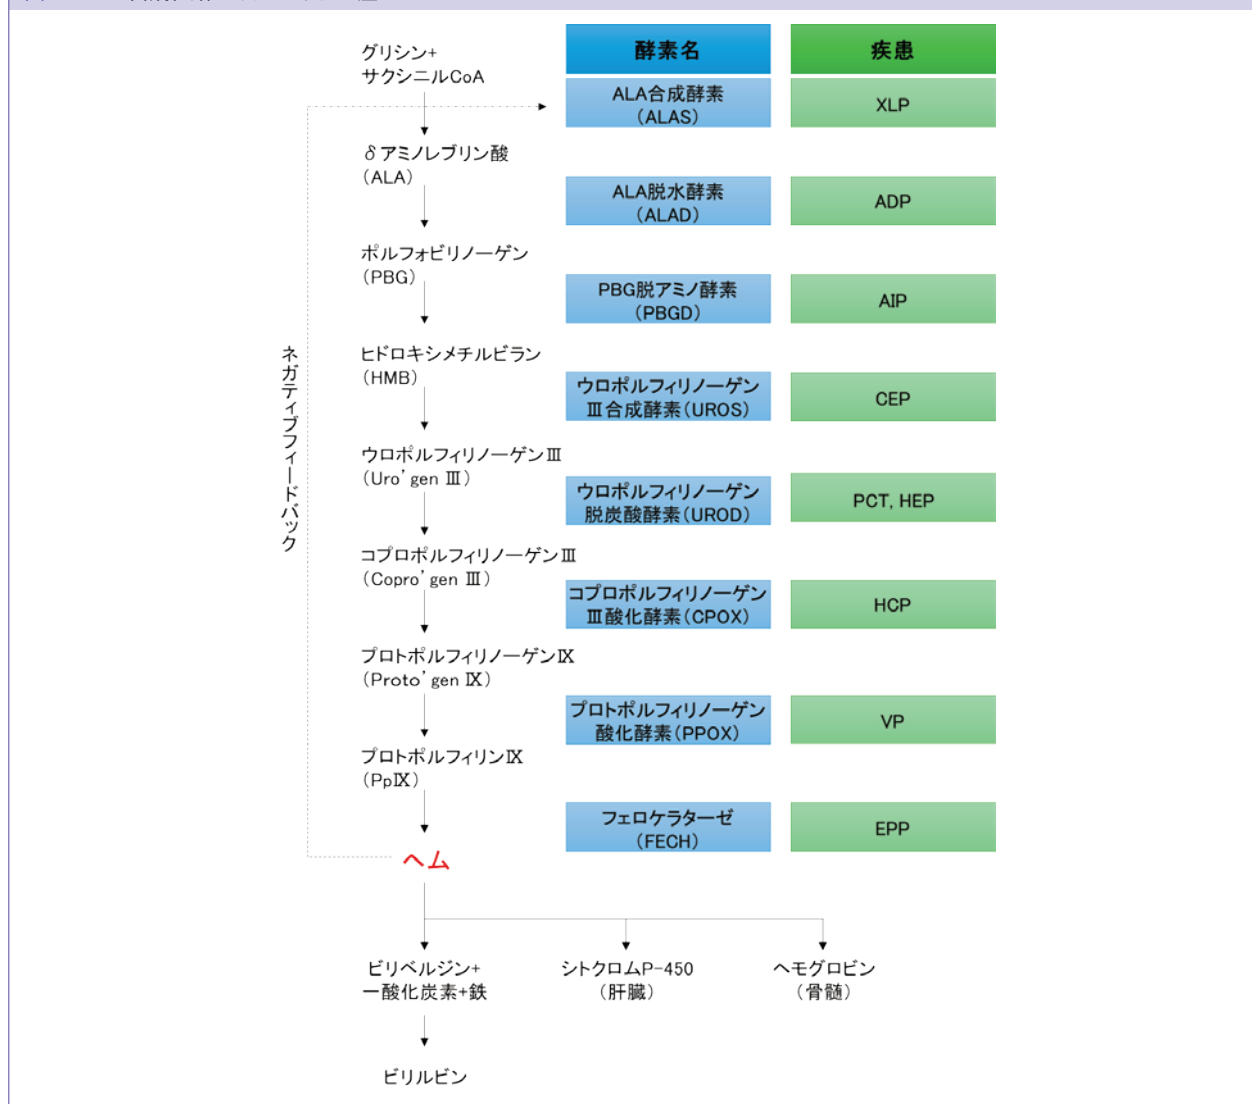 グリシン+
サクシニルCoA
酵素名
疾患
ALA合成酵素
(ALAS)
XLP
δアミノレブリン酸
(ALA)
ALA脱水酵素
(ALAD)
ADP
ポルフォビリノーゲン
(PBG)
PBG脱アミノ酵素
(PBGD)
AIP
ネガティブフィードバック
ヒドロキシメチルビラン
(HMB)
ウロポルフィリノーゲン
Ⅲ合成酵素(UROS)
CEP
ウロポルフィリノーゲンⅢ
(Uro'gen Ⅲ)
ウロポルフィリノーゲン
脱炭酸酵素(UROD)
PCT, HEP
コプロポルフィリノーゲンⅢ
(Copro'gen Ⅲ)
コプロポルフィリノーゲン
Ⅲ酸化酵素(CPOX)
HCP
プロトポルフィリノーゲンⅨ
(Proto'gen Ⅸ)
プロトポルフィリノーゲン
酸化酵素(PPOX)
VP
プロトポルフィリンⅨ
(PpⅨ)
フェロケラターゼ
(FECH)
EPP
ヘム
ビリベルジン+
一酸化炭素+鉄
シトクロムP-450
(肝臓)
ヘモグロビン
(骨髄)
ビリルビン